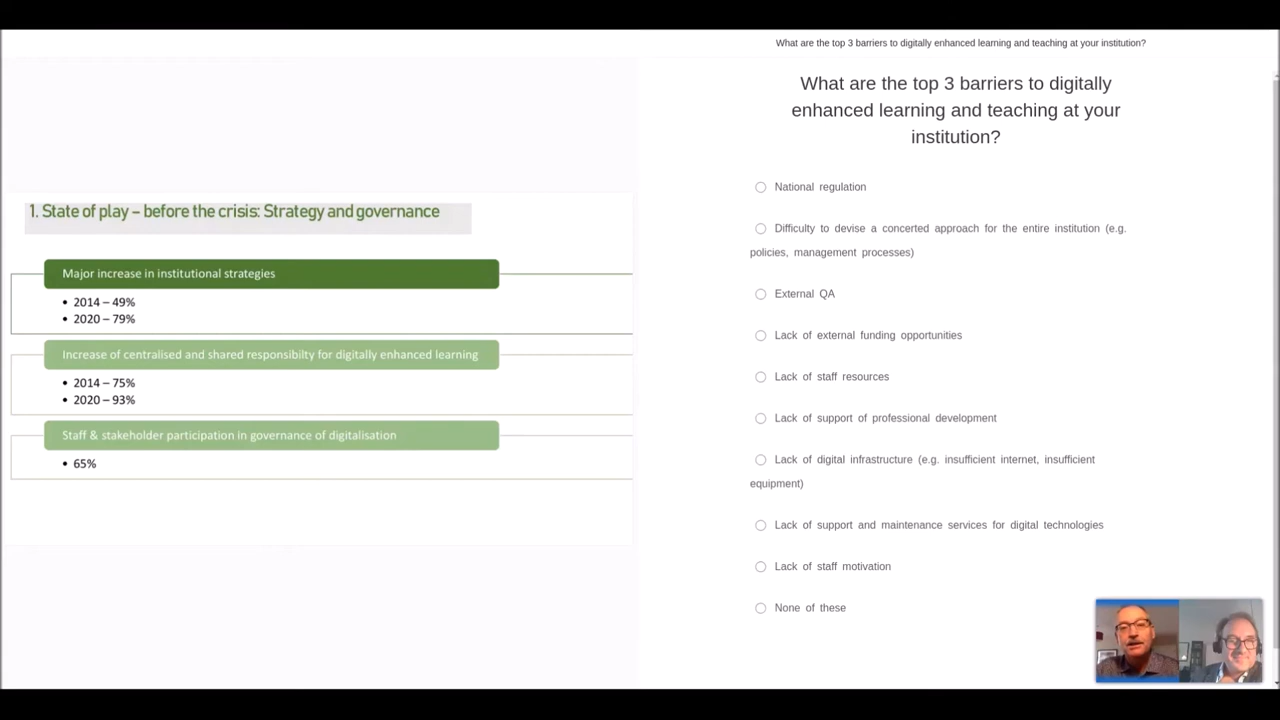 What are the top 3 barriers to digitally enhanced learning and teaching at your institution?
1. State of play – before the crisis: Strategy and governance
Major increase in institutional strategies
• 2014 – 49%
• 2020 – 79%
Increase of centralised and shared responsibilty for digitally enhanced learning
• 2014 – 75%
• 2020 – 93%
Staff & stakeholder participation in governance of digitalisation
• 65%
What are the top 3 barriers to digitally
enhanced learning and teaching at your
institution?
National regulation
Difficulty to devise a concerted approach for the entire institution (e.g.
policies, management processes)
External QA
Lack of external funding opportunities
Lack of staff resources
Lack of support of professional development
Lack of digital infrastructure (e.g. insufficient internet, insufficient
equipment)
Lack of support and maintenance services for digital technologies
Lack of staff motivation
None of these